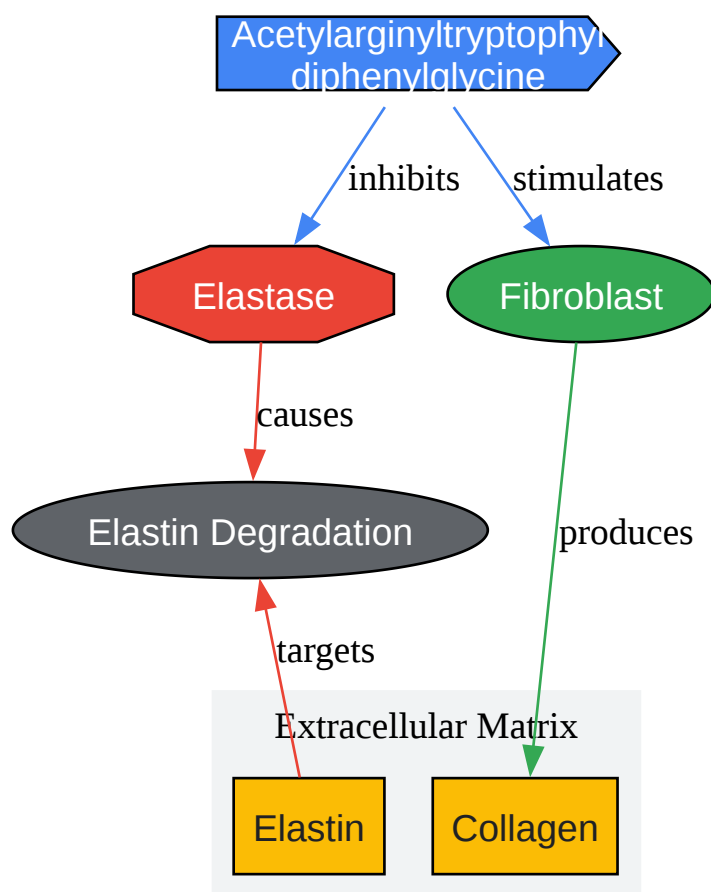 Acetylarginyltryptophyl
diphenylglycine
inhibits
stimulates
Elastase
Fibroblast
causes
Elastin Degradation
produces
targets
Extracellular Matrix
Elastin
Collagen